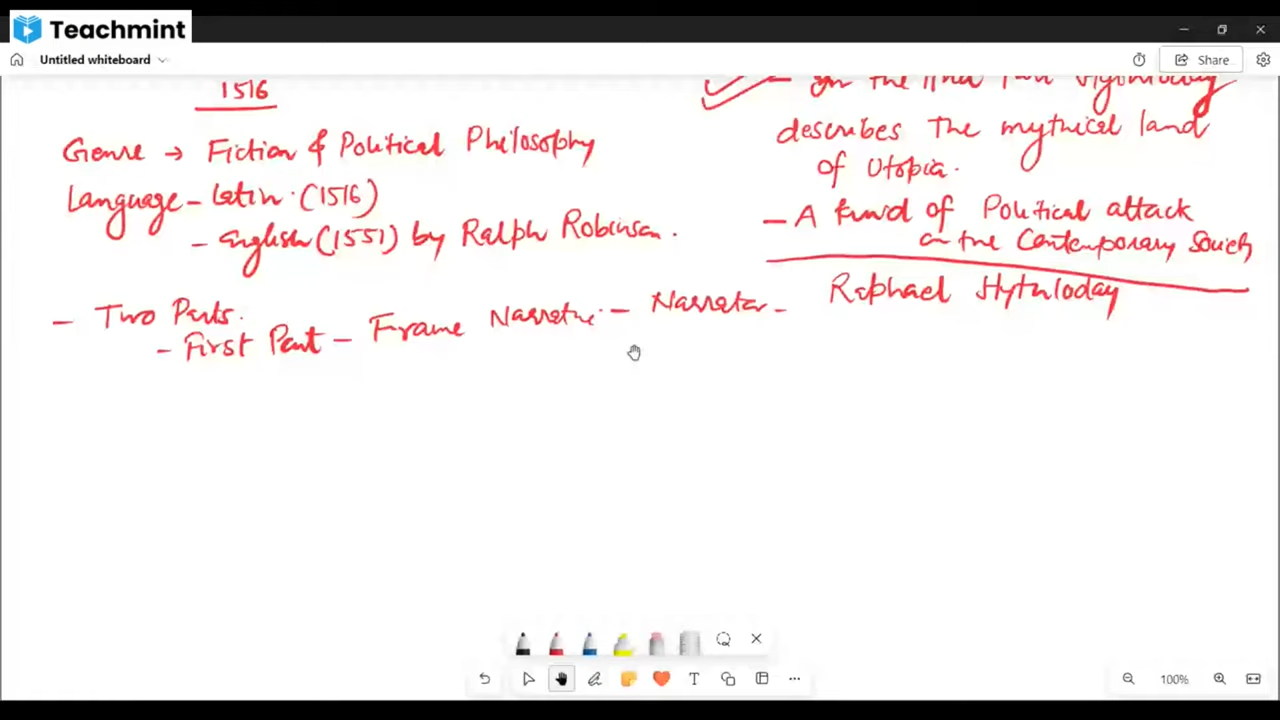 Teachmint
Untitled whiteboard
Share
1516
Genre → Fiction & Political Philosophy
Language - Latin. (1516)
- English (1551) by Ralph Robinson.
- Two Parts.
- First Part - Frame Narrative. - Narrator - Raphael Hythloday
describes The mythical land
of Utopia.
- A kind of Political attack
on the Contemporary Society
100%